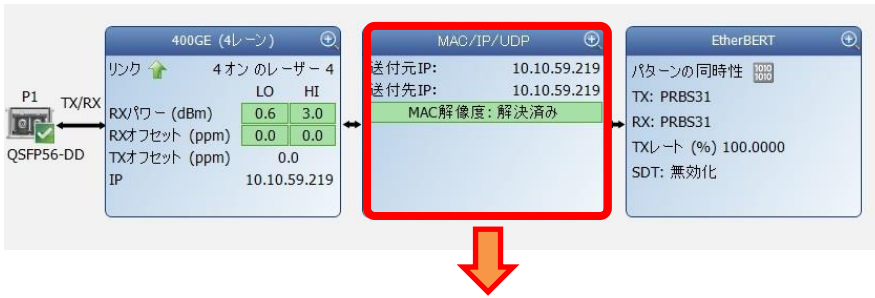 400GE (4レーン)
リンク 4オン のレーザー 4
LO HI
RXパワー (dBm) 0.6 3.0
RXオフセット (ppm) 0.0 0.0
TXオフセット (ppm) 0.0
IP 10.10.59.219
P1
TX/RX
QSFP56-DD
MAC/IP/UDP
送付元IP: 10.10.59.219
送付先IP: 10.10.59.219
MAC解像度: 解決済み
EtherBERT
パターンの同時性 1010 1010
TX: PRBS31
RX: PRBS31
TXレート (%) 100.0000
SDT: 無効化